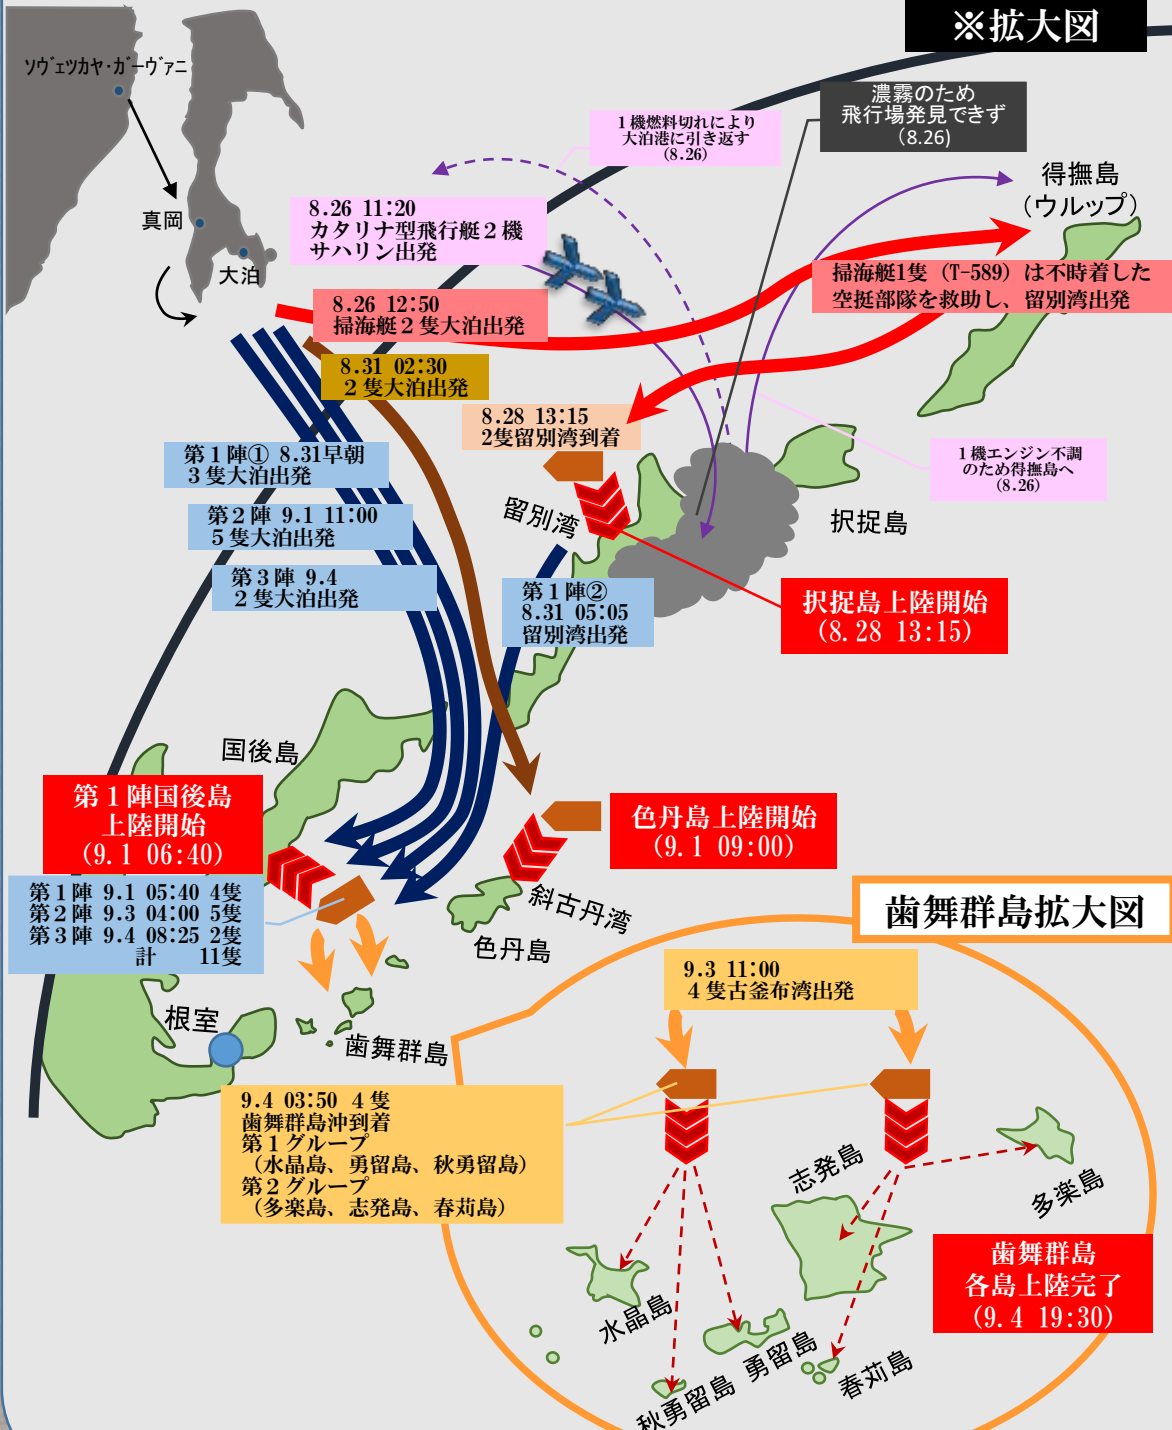 ※拡大図
ソヴェツカヤ・ガーヴァニ
真岡
大泊
1機燃料切れにより
大泊港に引き返す
(8.26)
濃霧のため
飛行場発見できず
(8.26)
得撫島
(ウルップ)
8.26 11:20
カタリナ型飛行艇2機
サハリン出発
8.26 12:50
掃海艇2隻大泊出発
掃海艇1隻（T-589）は不時着した
空挺部隊を救助し、留別湾出発
8.31 02:30
2隻大泊出発
8.28 13:15
2隻留別湾到着
第1陣① 8.31早朝
3隻大泊出発
1機エンジン不調
のため得撫島へ
(8.26)
第2陣 9.1 11:00
5隻大泊出発
留別湾
択捉島
第3陣 9.4
2隻大泊出発
第1陣②
8.31 05:05
留別湾出発
択捉島上陸開始
(8.28 13:15)
国後島
第1陣国後島
上陸開始
(9.1 06:40)
色丹島上陸開始
(9.1 09:00)
第1陣 9.1 05:40 4隻
第2陣 9.3 04:00 5隻
第3陣 9.4 08:25 2隻
計 11隻
斜古丹湾
色丹島
歯舞群島拡大図
根室
歯舞群島
9.3 11:00
4隻古釜布湾出発
9.4 03:50 4隻
歯舞群島沖到着
第1グループ
（水晶島、勇留島、秋勇留島）
第2グループ
（多楽島、志発島、春苅島）
志発島
多楽島
歯舞群島
各島上陸完了
(9.4 19:30)
水晶島
勇留島
春苅島
秋勇留島